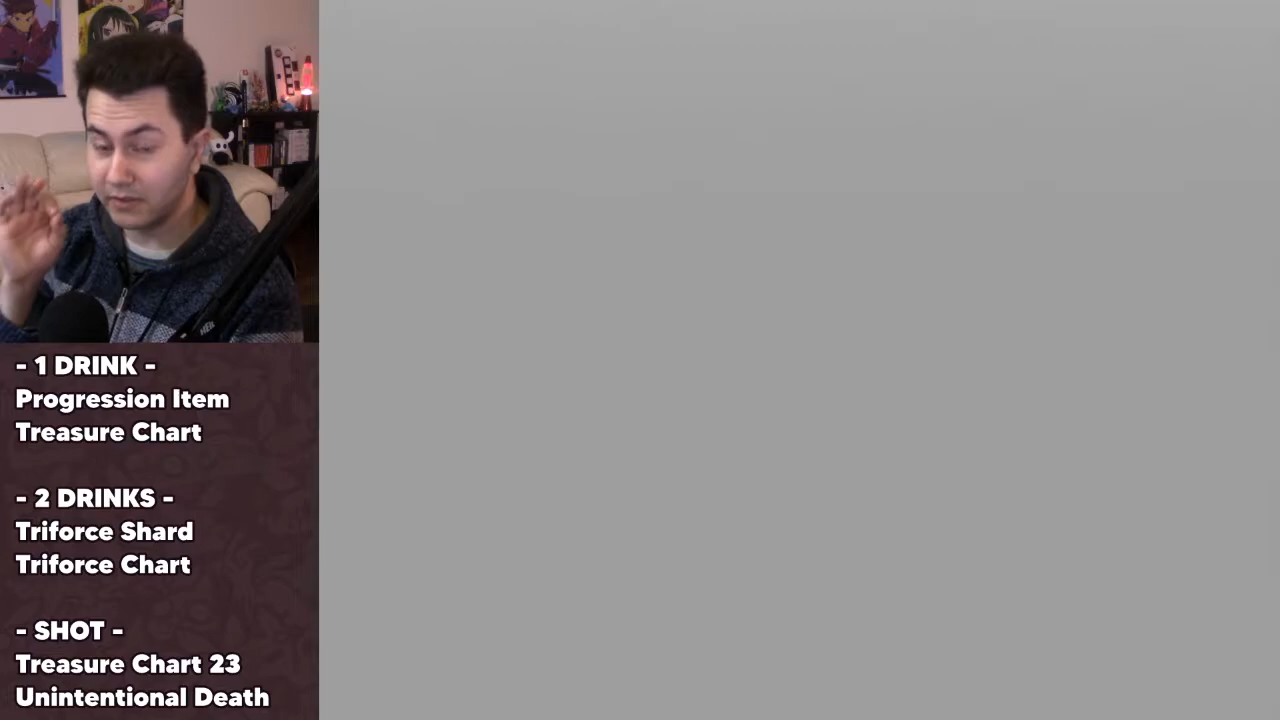 - 1 DRINK -
Progression Item
Treasure Chart
- 2 DRINKS -
Triforce Shard
Triforce Chart
- SHOT -
Treasure Chart 23
Unintentional Death